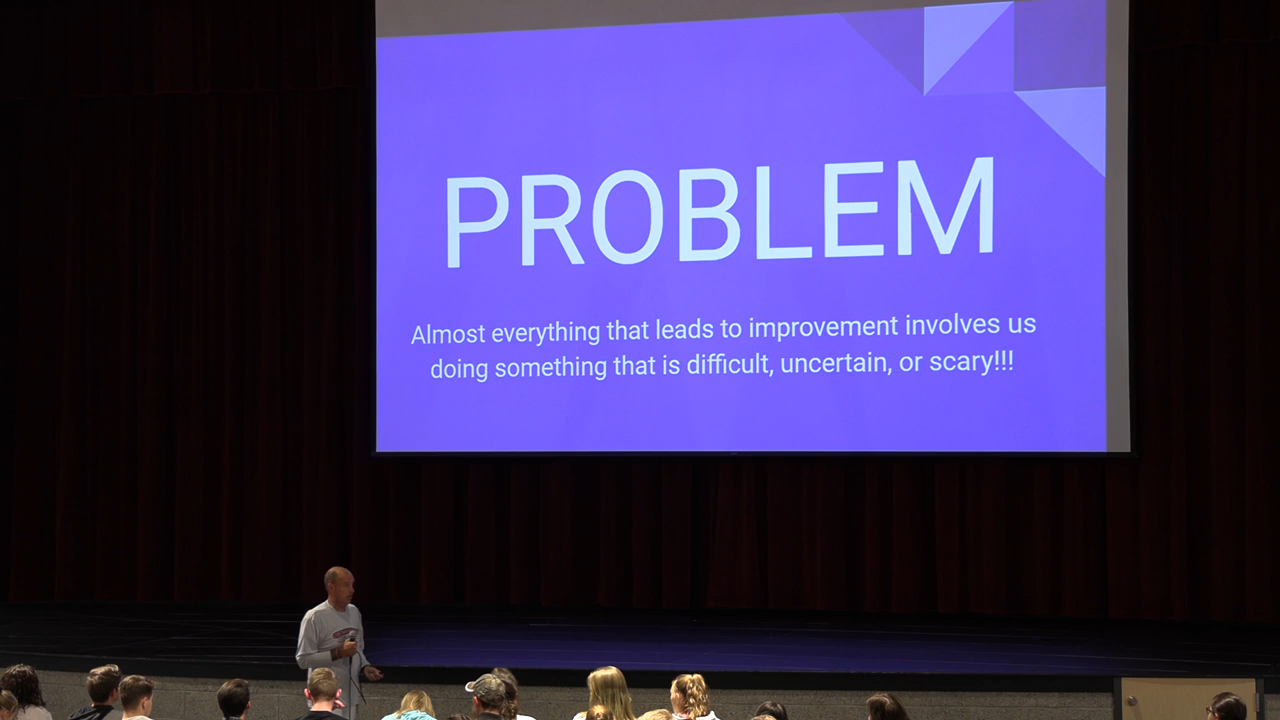 PROBLEM
Almost everything that leads to improvement involves us
doing something that is difficult, uncertain, or scary!!!